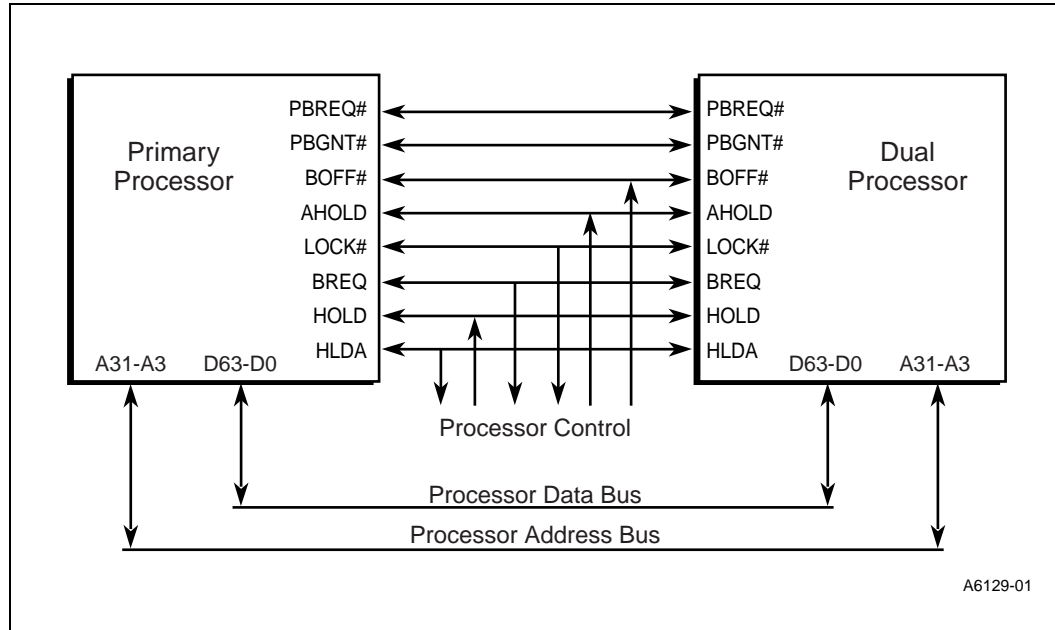 Primary
Processor
PBREQ#
PBGNT#
BOFF#
AHOLD
LOCK#
BREQ
HOLD
HLDA
A31-A3
D63-D0
PBREQ#
PBGNT#
BOFF#
AHOLD
LOCK#
BREQ
HOLD
HLDA
Dual
Processor
D63-D0
A31-A3
Processor Control
Processor Data Bus
Processor Address Bus
A6129-01